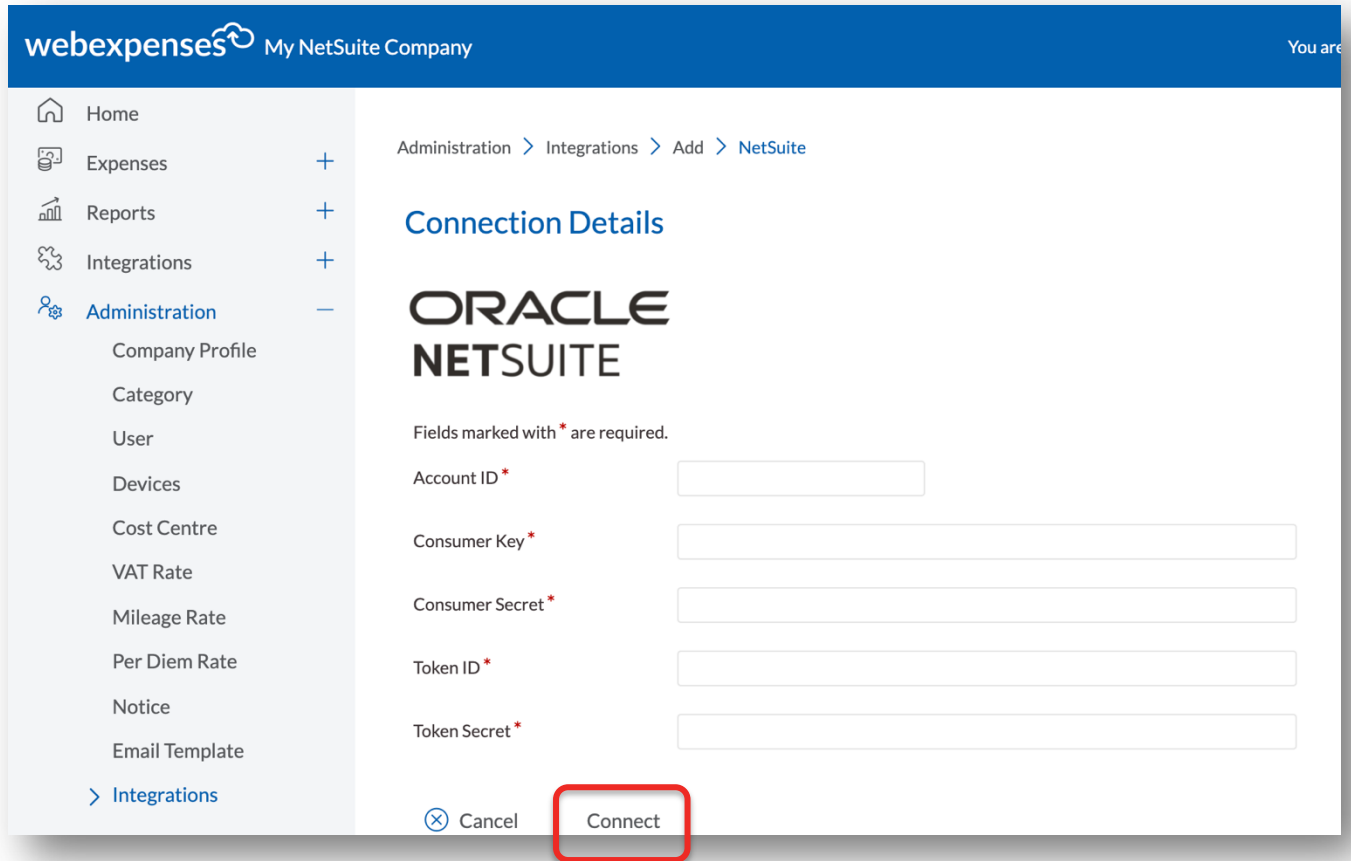 webexpenses My NetSuite Company
You are
Home
Expenses
Reports
Integrations
Administration
Company Profile
Category
User
Devices
Cost Centre
VAT Rate
Mileage Rate
Per Diem Rate
Notice
Email Template
Integrations
Administration > Integrations > Add > NetSuite
Connection Details
ORACLE
NETSUITE
Fields marked with * are required.
Account ID *
Consumer Key *
Consumer Secret *
Token ID *
Token Secret *
Cancel
Connect